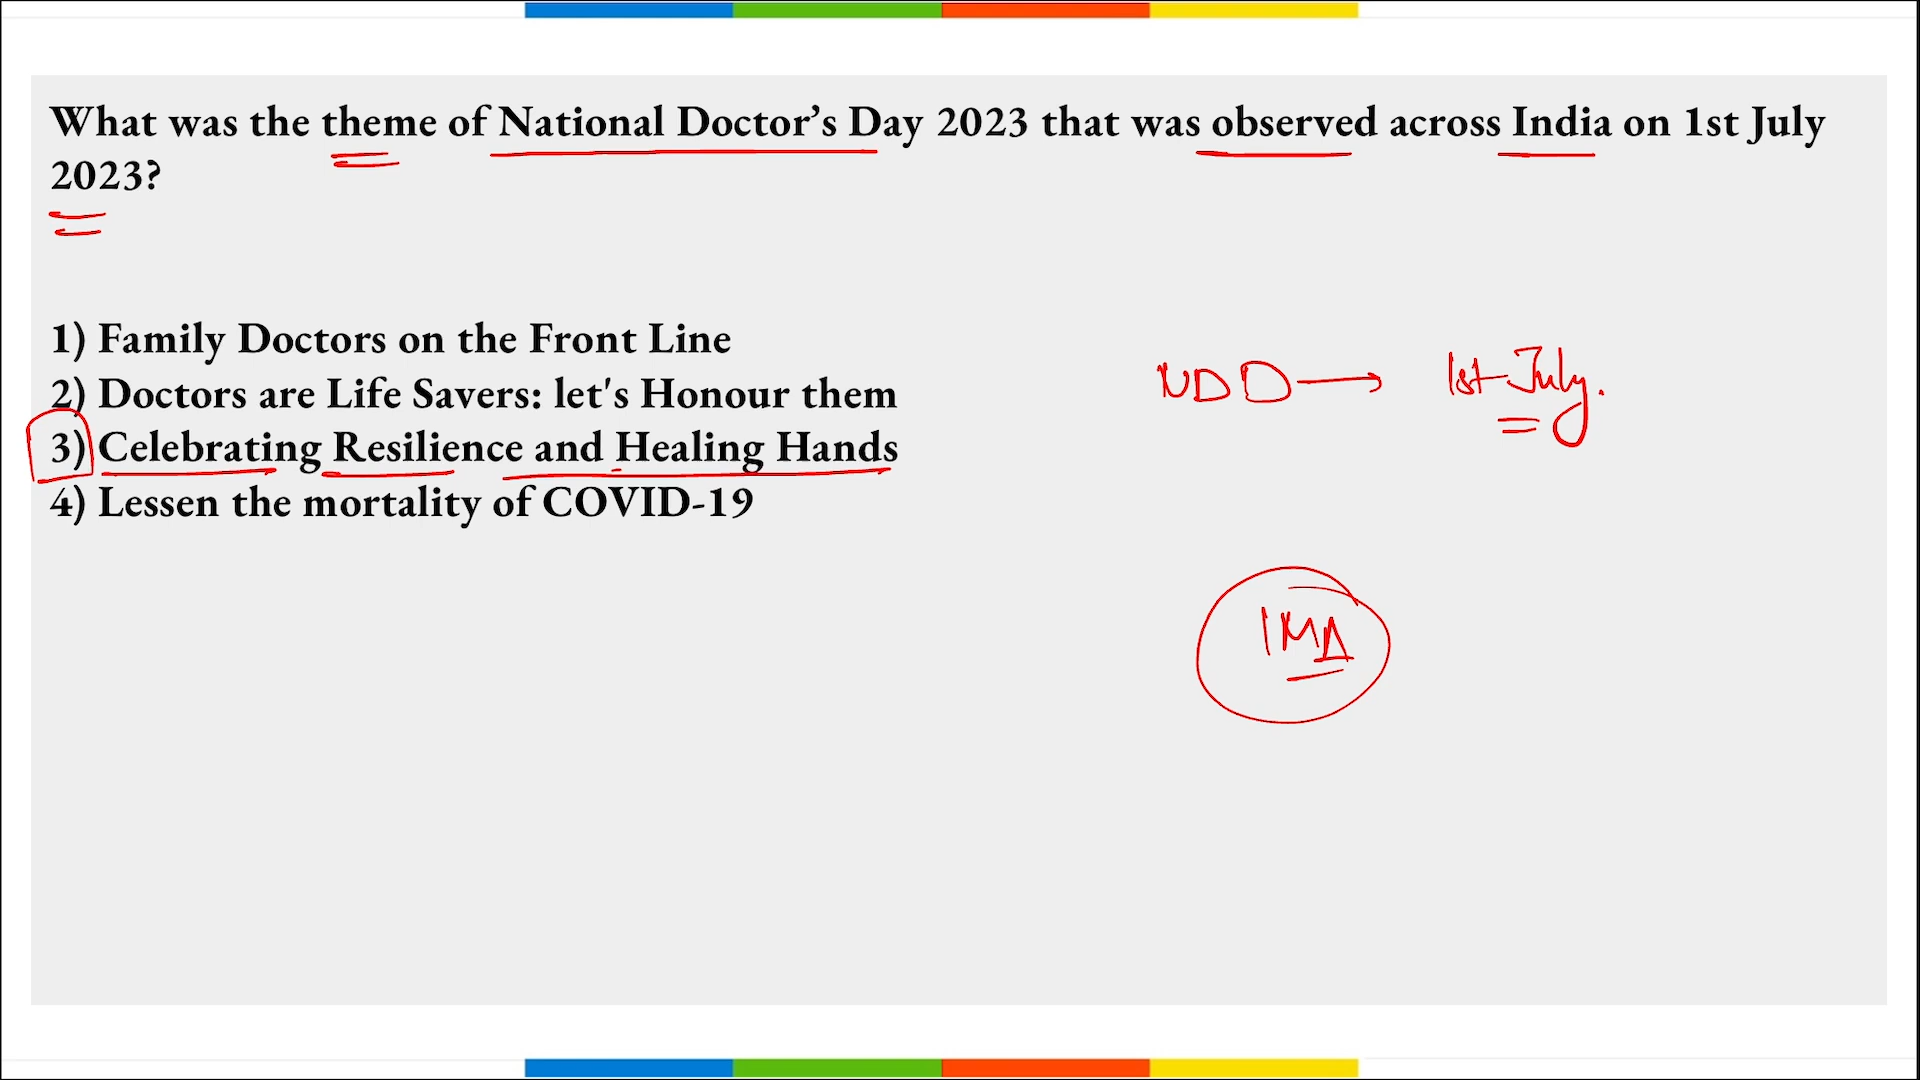 What was the theme of National Doctor’s Day 2023 that was observed across India on 1st July
2023?
1) Family Doctors on the Front Line
2) Doctors are Life Savers: let's Honour them
3) Celebrating Resilience and Healing Hands
4) Lessen the mortality of COVID-19
NDD → 1st July.
IMA